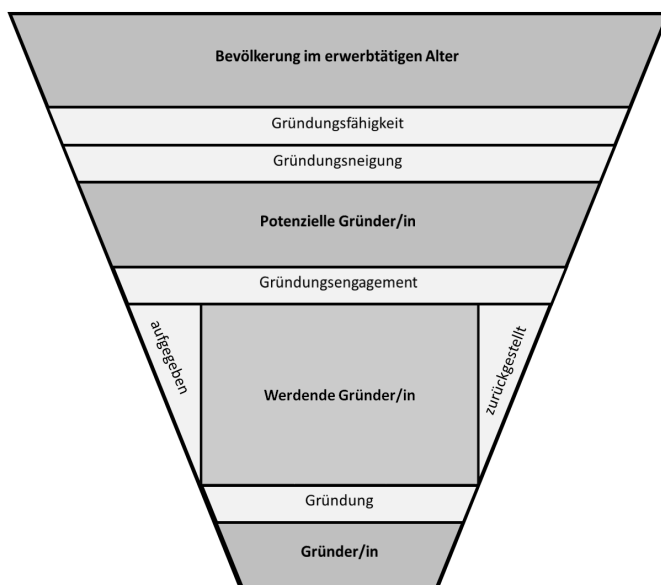 Bevölkerung im erwerbtätigen Alter
Gründungsfähigkeit
Gründungsneigung
Potenzielle Gründer/in
Gründungsengagement
aufgegeben
Werdende Gründer/in
zurückgestellt
Gründung
Gründer/in